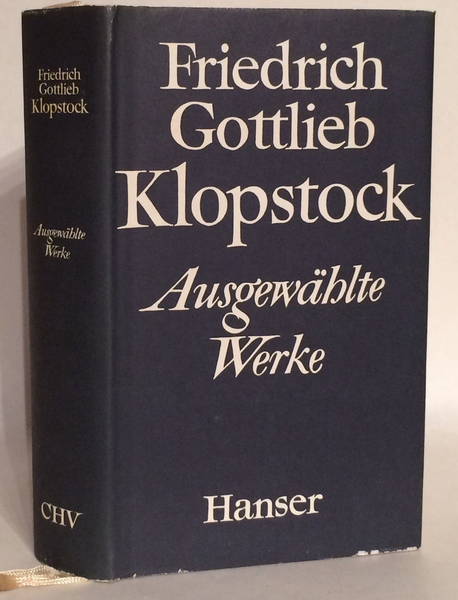 Friedrich
Gottlieb
Klopstock
Ausgewählte
Werke
CHV
Friedrich
Gottlieb
Klopstock
Ausgewählte
Werke
Hanser